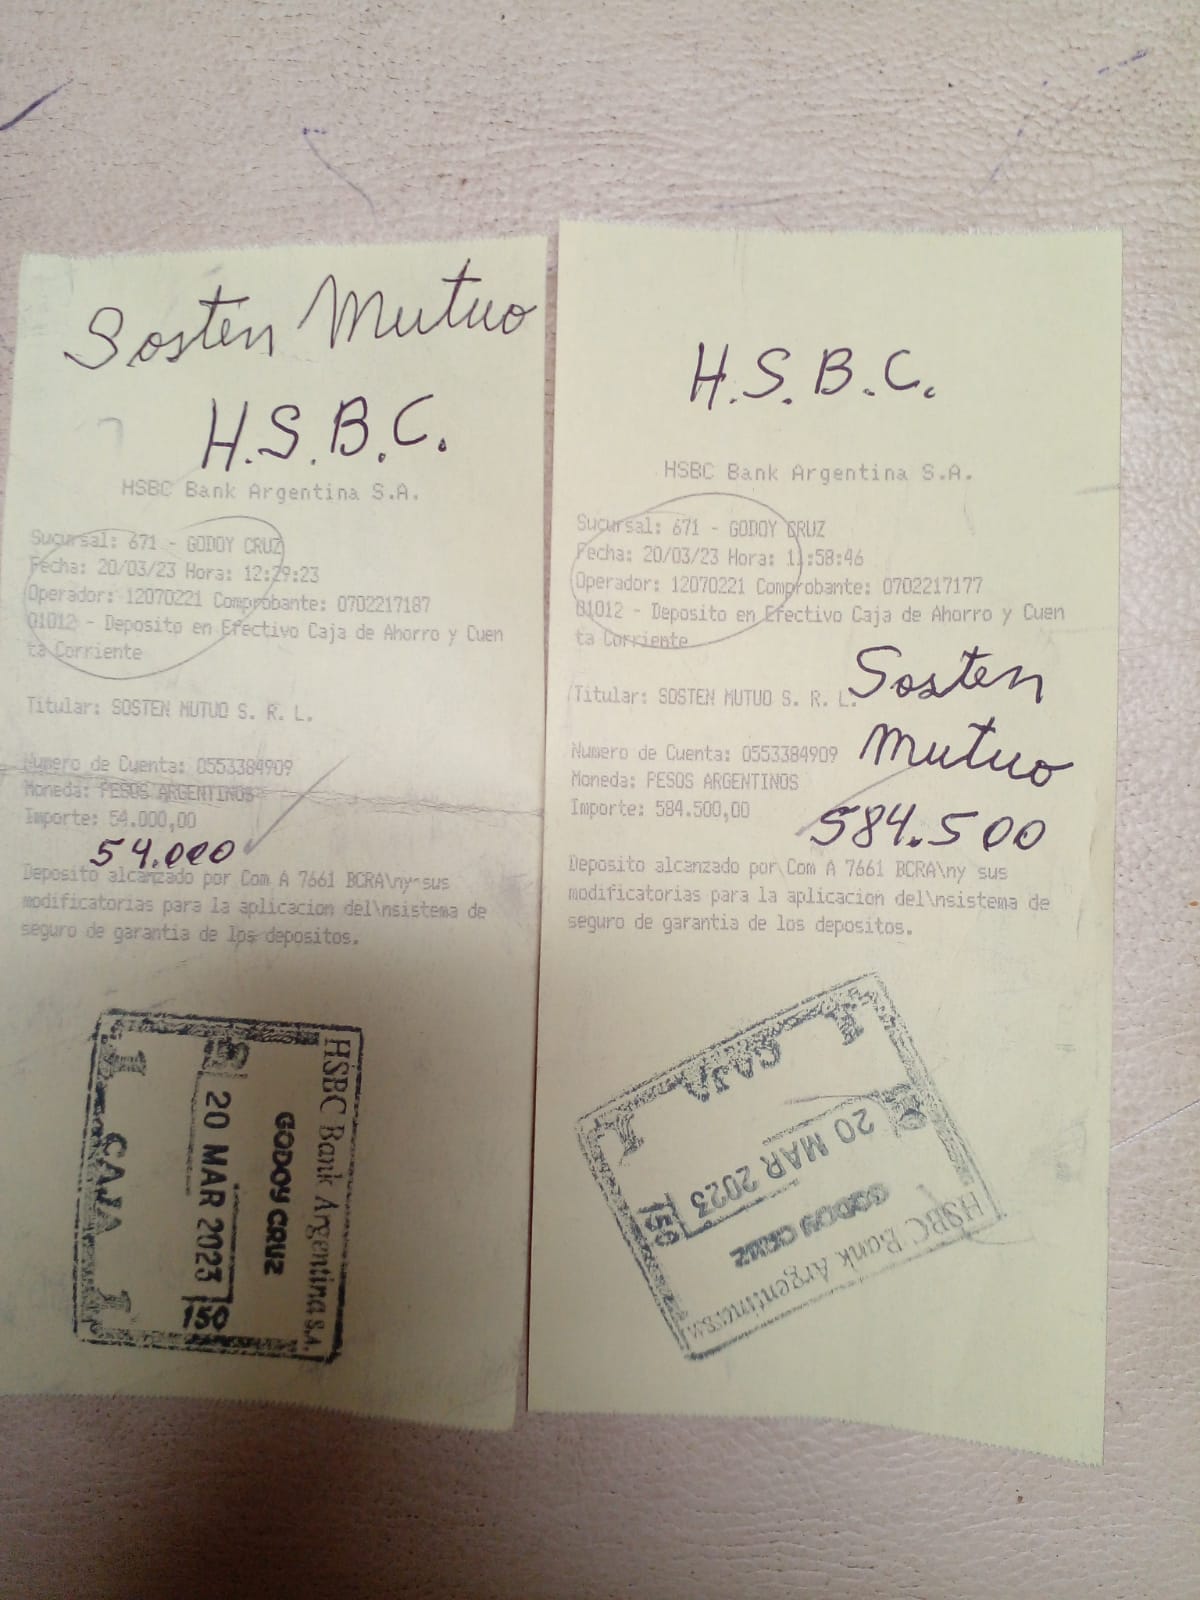 Sosten Mutuo
H.S.B.C.
HSBC Bank Argentina S.A.
Sucursal: 671 - GODOY CRUZ
Fecha: 20/03/23 Hora: 12:29:23
Operador: 12070221 Comprobante: 0702217187
01012 - Deposito en Efectivo Caja de Ahorro y Cuen
ta Corriente
Titular: SOSTEN MUTUO S. R. L.
Numero de Cuenta: 0553384909
Moneda: PESOS ARGENTINOS
Importe: 54.000,00
54.000
Deposito alcanzado por Com A 7661 BCRA\ny sus
modificatorias para la aplicacion del\nsistema de
seguro de garantia de los depositos.
HSBC Bank Argentina S.A.
GODOY CRUZ
20 MAR 2023
150
CAJA
H.S.B.C.
HSBC Bank Argentina S.A.
Sucursal: 671 - GODOY CRUZ
Fecha: 20/03/23 Hora: 11:58:46
Operador: 12070221 Comprobante: 0702217177
01012 - Deposito en Efectivo Caja de Ahorro y Cuen
ta Corriente
Titular: SOSTEN MUTUO S. R. L.
Sosten
Mutuo
Numero de Cuenta: 0553384909
Moneda: PESOS ARGENTINOS
Importe: 584.500,00
584.500
Deposito alcanzado por Com A 7661 BCRA\ny sus
modificatorias para la aplicacion del\nsistema de
seguro de garantia de los depositos.
HSBC Bank Argentina S.A.
GODOY CRUZ
20 MAR 2023
150
CAJA